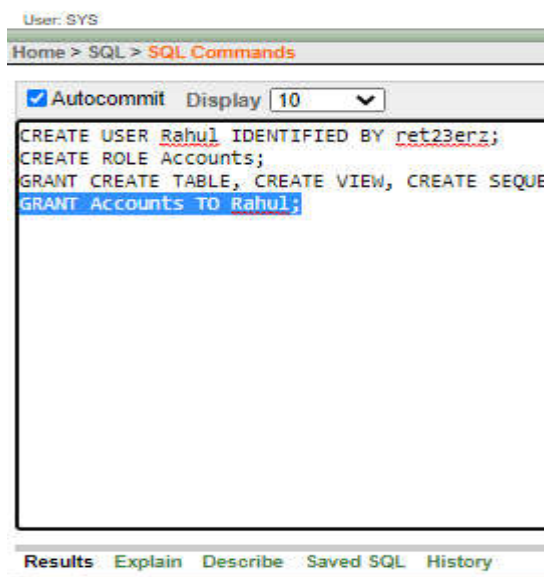 User: SYS
Home > SQL > SQL Commands
Autocommit Display 10
CREATE USER Rahul IDENTIFIED BY ret23erz;
CREATE ROLE Accounts;
GRANT CREATE TABLE, CREATE VIEW, CREATE SEQUE
GRANT Accounts TO Rahul;
Results Explain Describe Saved SQL History